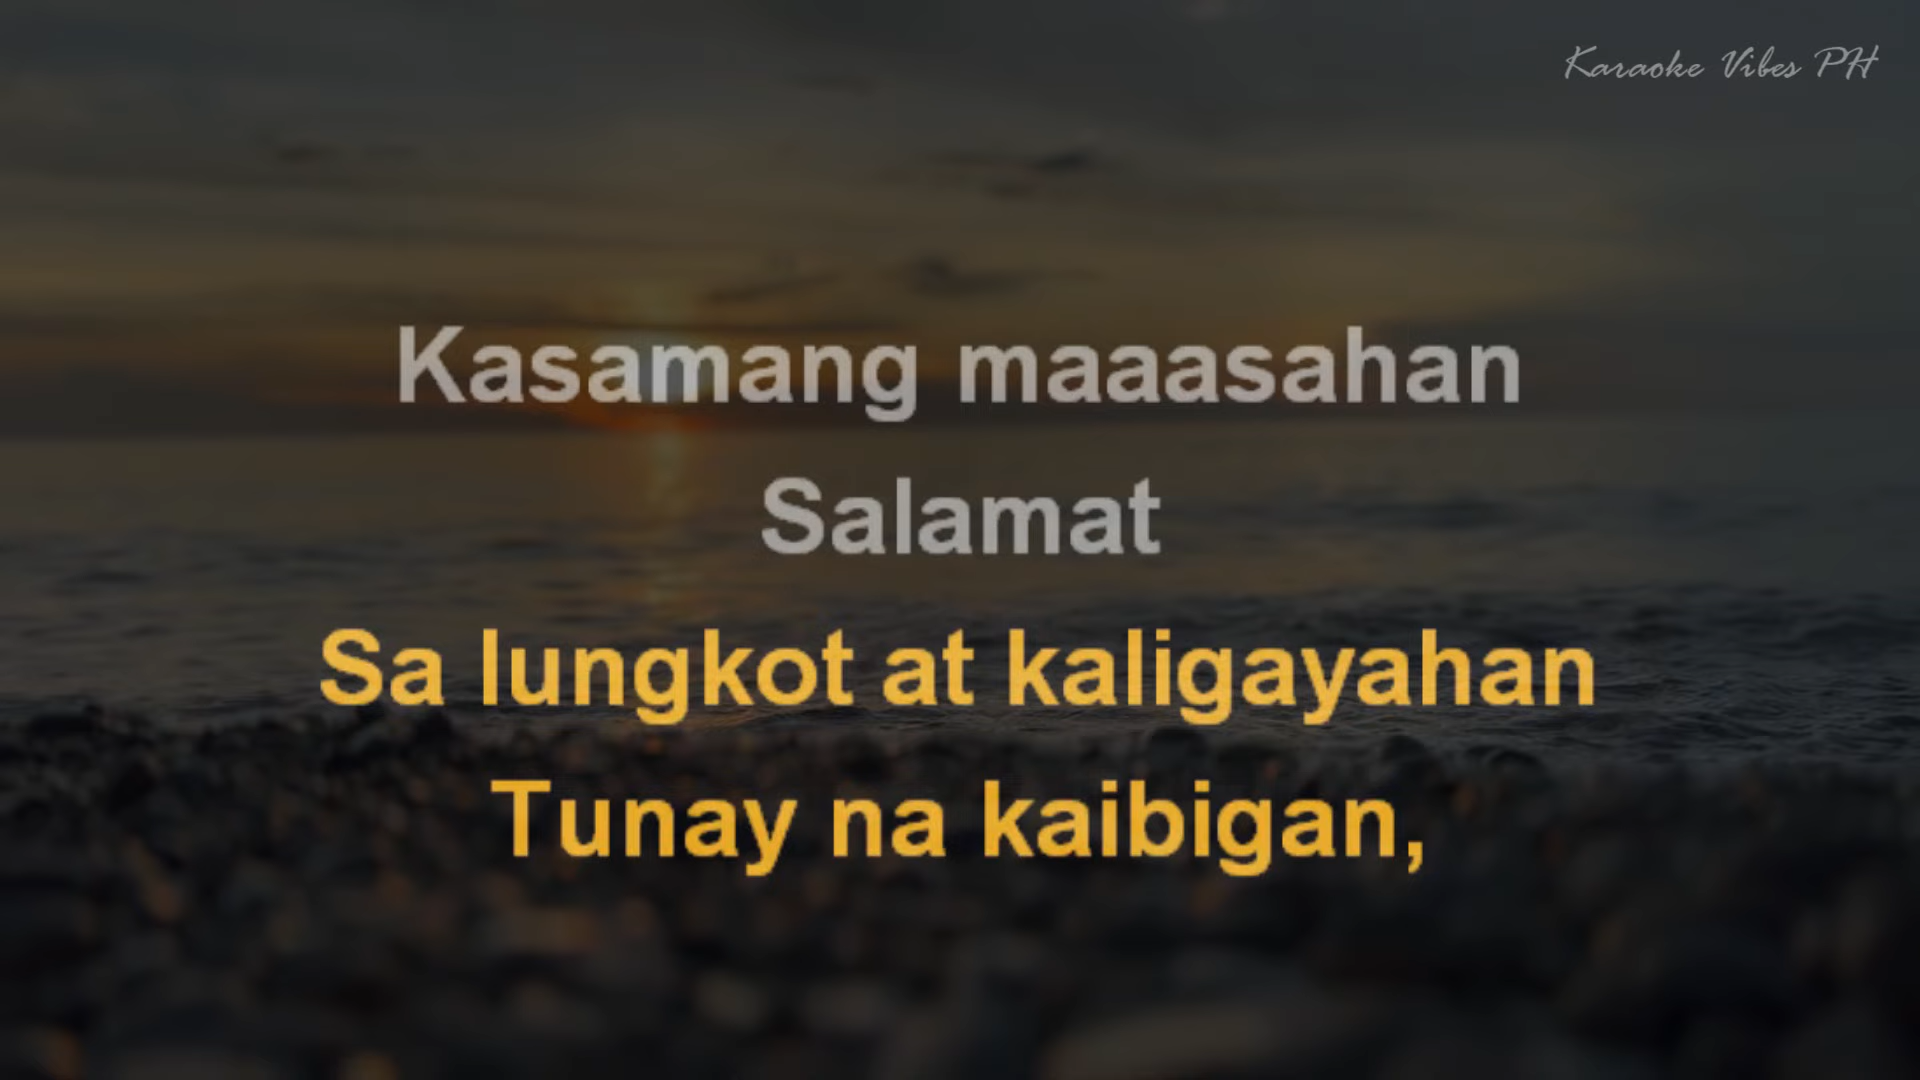 Karaoke Vibes PH
Kasamang maaasahan
Salamat
Sa lungkot at kaligayahan
Tunay na kaibigan,